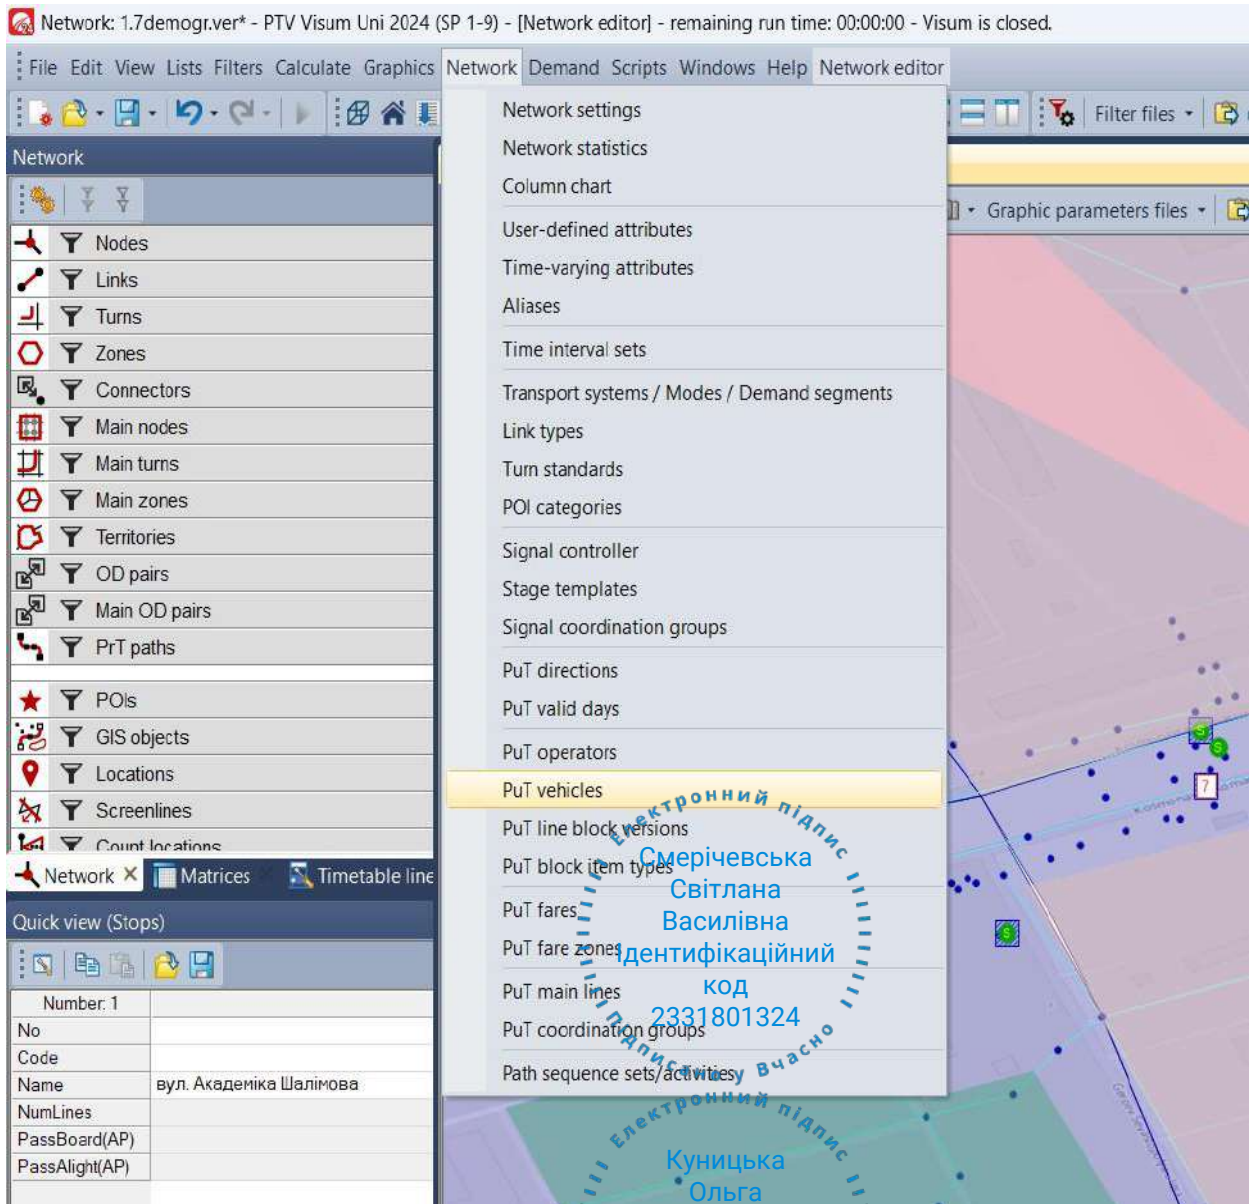 Network: 1.7demogr.ver* - PTV Visum Uni 2024 (SP 1-9) - [Network editor] - remaining run time: 00:00:00 - Visum is closed.
File Edit View Lists Filters Calculate Graphics Network Demand Scripts Windows Help Network editor
Filter files
Network
Graphic parameters files
Nodes
Links
Turns
Zones
Connectors
Main nodes
Main turns
Main zones
Territories
OD pairs
Main OD pairs
PrT paths
POIs
GIS objects
Locations
Screenlines
Count locations
Network Matrices Timetable line
Quick view (Stops)
Number: 1
No
Code
Name вул. Академіка Шалімова
NumLines
PassBoard(AP)
PassAlight(AP)
Network settings
Network statistics
Column chart
User-defined attributes
Time-varying attributes
Aliases
Time interval sets
Transport systems / Modes / Demand segments
Link types
Turn standards
POI categories
Signal controller
Stage templates
Signal coordination groups
PuT directions
PuT valid days
PuT operators
PuT vehicles
PuT line block versions
PuT block item types
PuT fares
PuT fare zones
PuT main lines
PuT coordination groups
Path sequence sets/activities
7
Електронний підпис
Смерічевська
Світлана
Василівна
Ідентифікаційний
код
2331801324
Підписано у Вчасно
Електронний підпис
Куницька
Ольга